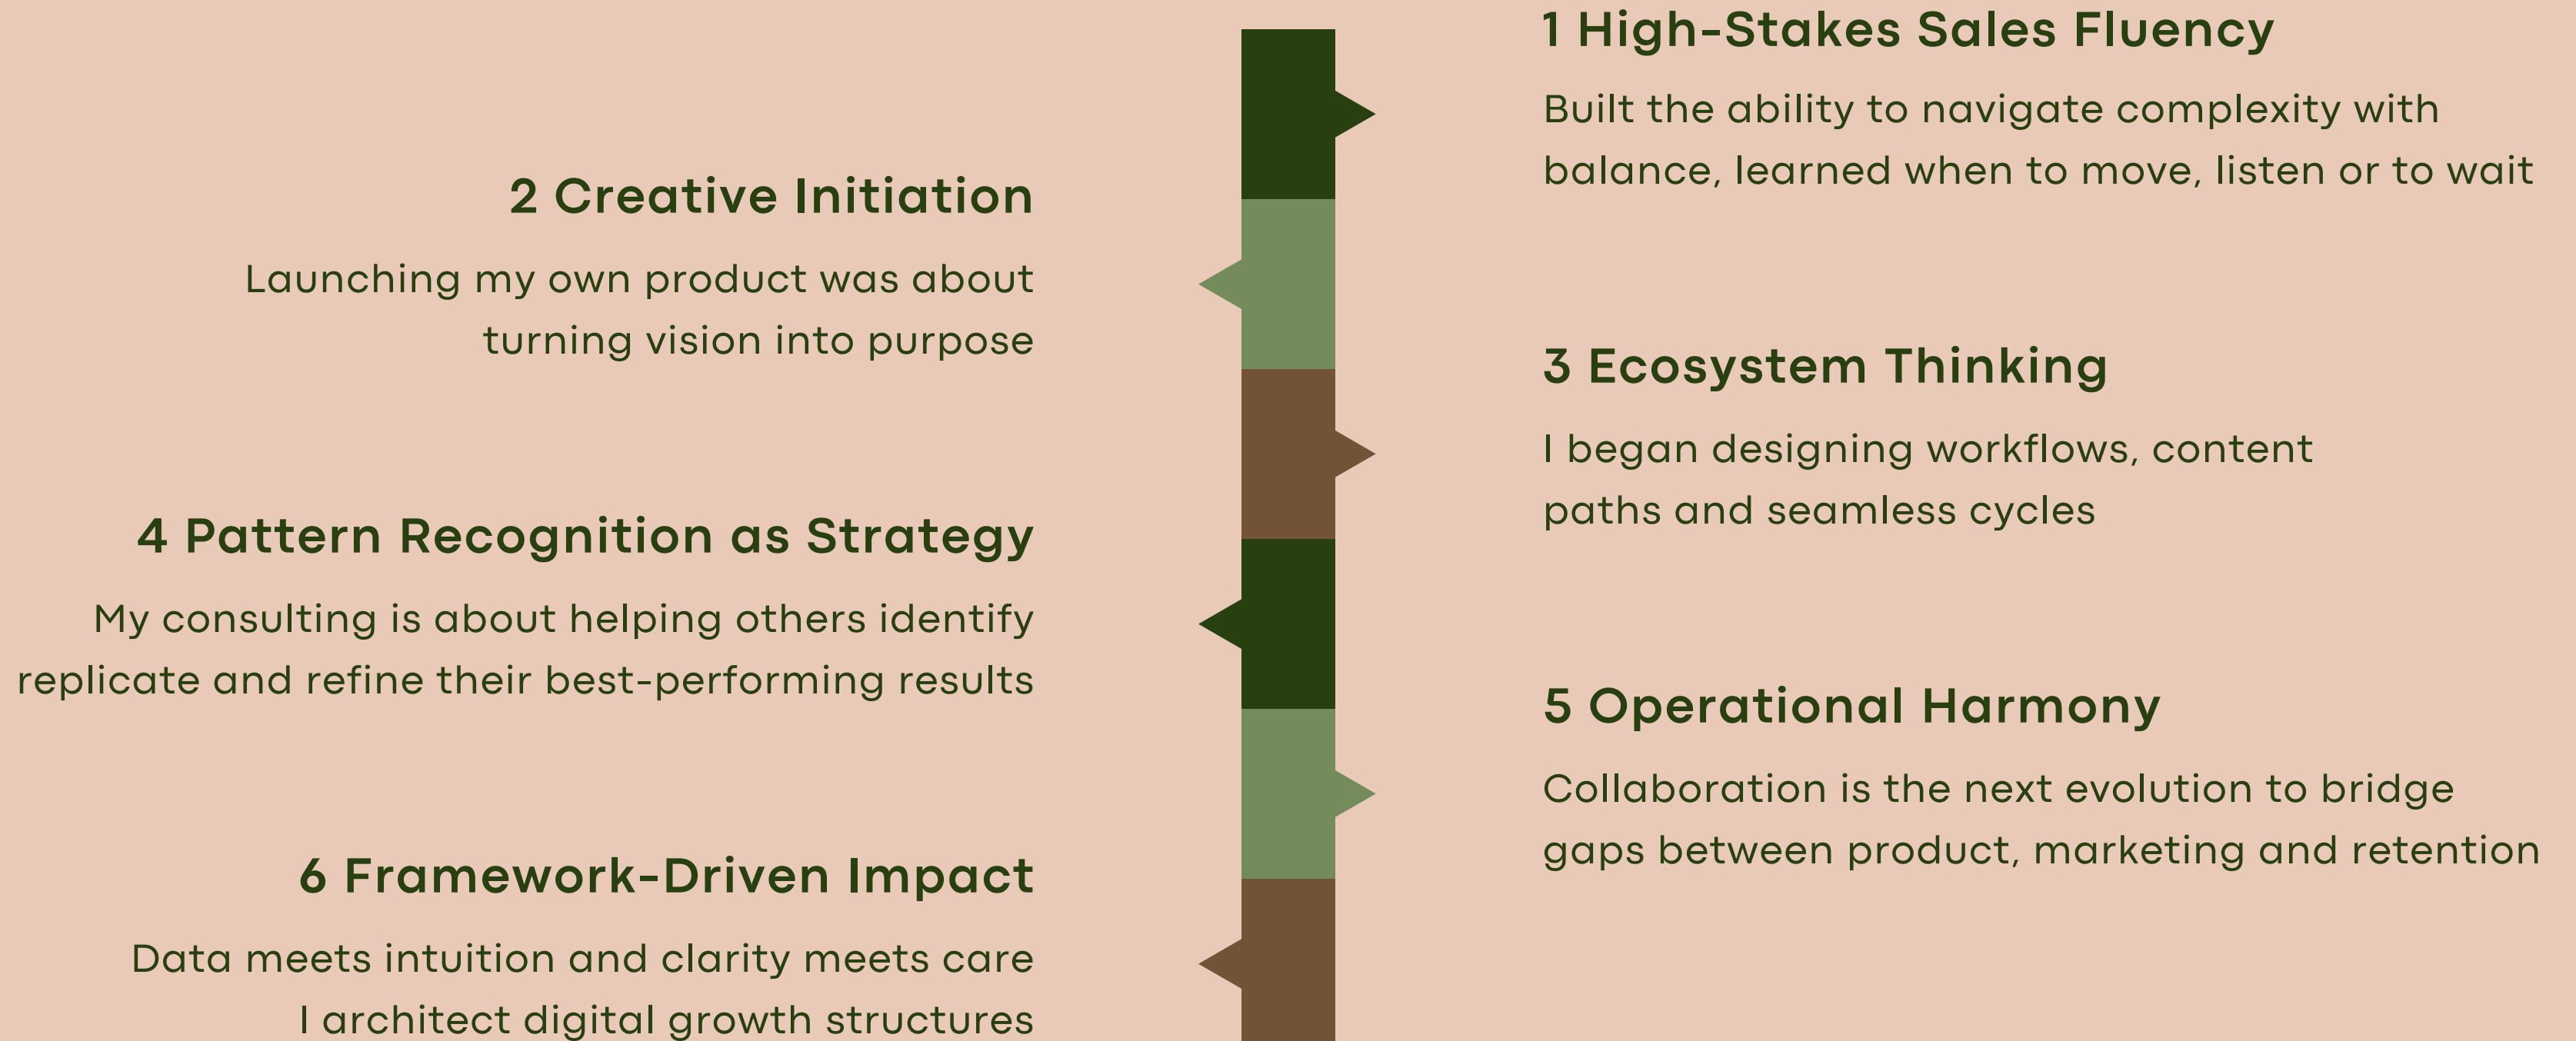 1 High-Stakes Sales Fluency
Built the ability to navigate complexity with
balance, learned when to move, listen or to wait
2 Creative Initiation
Launching my own product was about
turning vision into purpose
3 Ecosystem Thinking
I began designing workflows, content
paths and seamless cycles
4 Pattern Recognition as Strategy
My consulting is about helping others identify
replicate and refine their best-performing results
5 Operational Harmony
Collaboration is the next evolution to bridge
gaps between product, marketing and retention
6 Framework-Driven Impact
Data meets intuition and clarity meets care
I architect digital growth structures